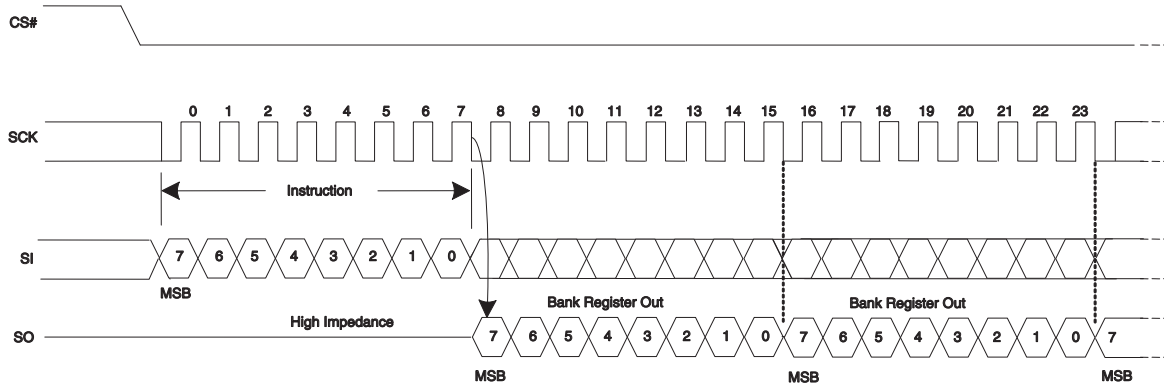 CS#
0 1 2 3 4 5 6 7 8 9 10 11 12 13 14 15 16 17 18 19 20 21 22 23
SCK
Instruction
SI
7 6 5 4 3 2 1 0
MSB
Bank Register Out Bank Register Out
High Impedance
SO
7 6 5 4 3 2 1 0 7 6 5 4 3 2 1 0 7
MSB MSB MSB